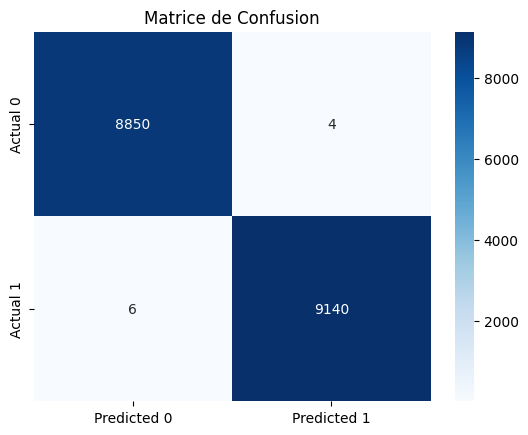 Matrice de Confusion
Actual 0
8850
4
Actual 1
6
9140
Predicted 0
Predicted 1
8000
6000
4000
2000